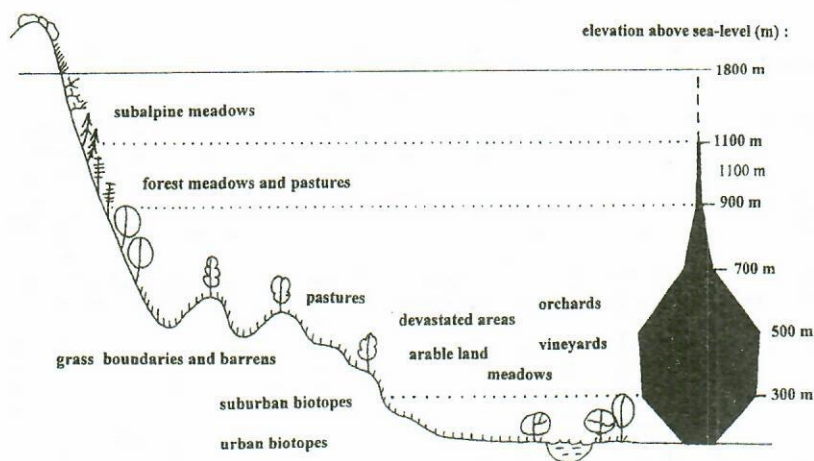 elevation above sea-level (m) :
1800 m
subalpine meadows
1100 m
1100 m
forest meadows and pastures
900 m
700 m
pastures
orchards
devastated areas
500 m
grass boundaries and barrens
arable land
vineyards
meadows
300 m
suburban biotopes
urban biotopes